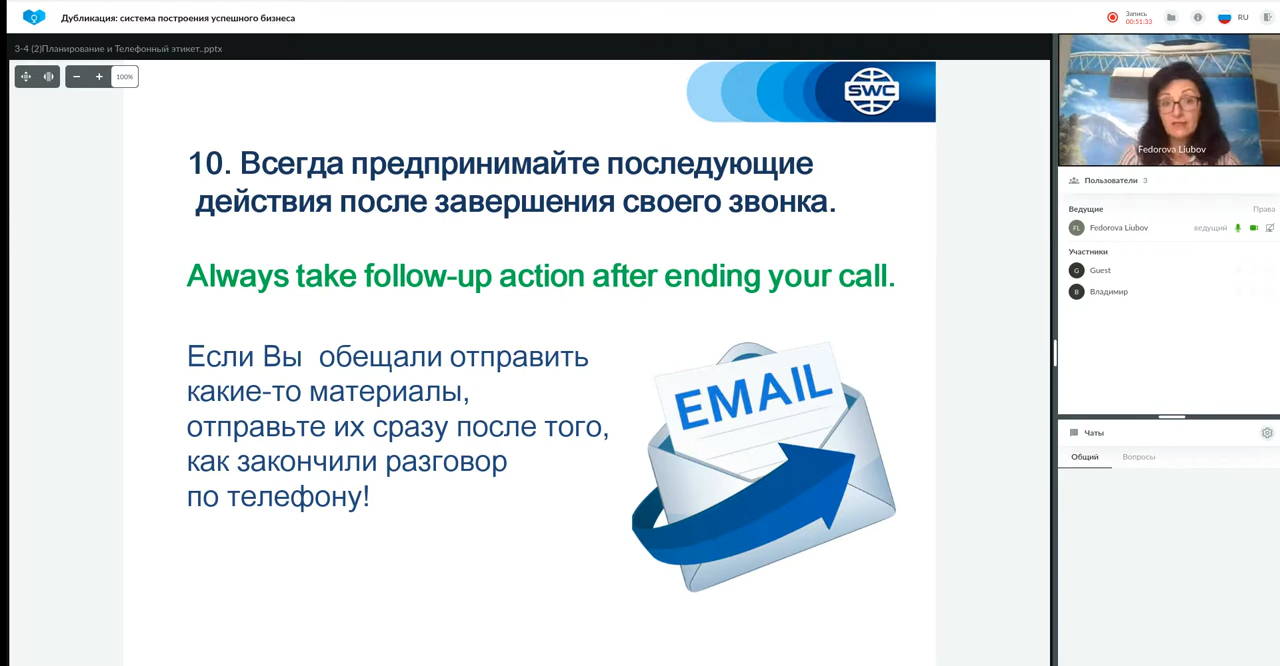 Дубликация: система построения успешного бизнеса
Запись
00:51:33
RU
3-4 (2)Планирование и Телефонный этикет..pptx
100%
SWC
10. Всегда предпринимайте последующие
действия после завершения своего звонка.
Always take follow-up action after ending your call.
Если Вы обещали отправить
какие-то материалы,
отправьте их сразу после того,
как закончили разговор
по телефону!
EMAIL
Fedorova Liubov
Пользователи 3
Ведущие Права
FL Fedorova Liubov ведущий
Участники
G Guest
В Владимир
Чаты
Общий Вопросы